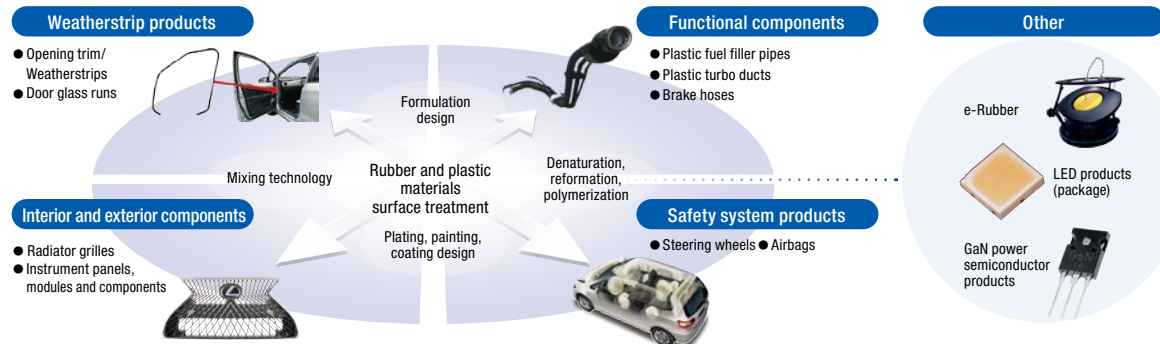 Weatherstrip products
● Opening trim/
Weatherstrips
● Door glass runs
Functional components
● Plastic fuel filler pipes
● Plastic turbo ducts
● Brake hoses
Other
e-Rubber
LED products
(package)
GaN power
semiconductor
products
GaN
Formulation
design
Mixing technology
Rubber and plastic
materials
surface treatment
Denaturation,
reformation,
polymerization
Plating, painting,
coating design
Interior and exterior components
● Radiator grilles
● Instrument panels,
modules and components
Safety system products
● Steering wheels ● Airbags